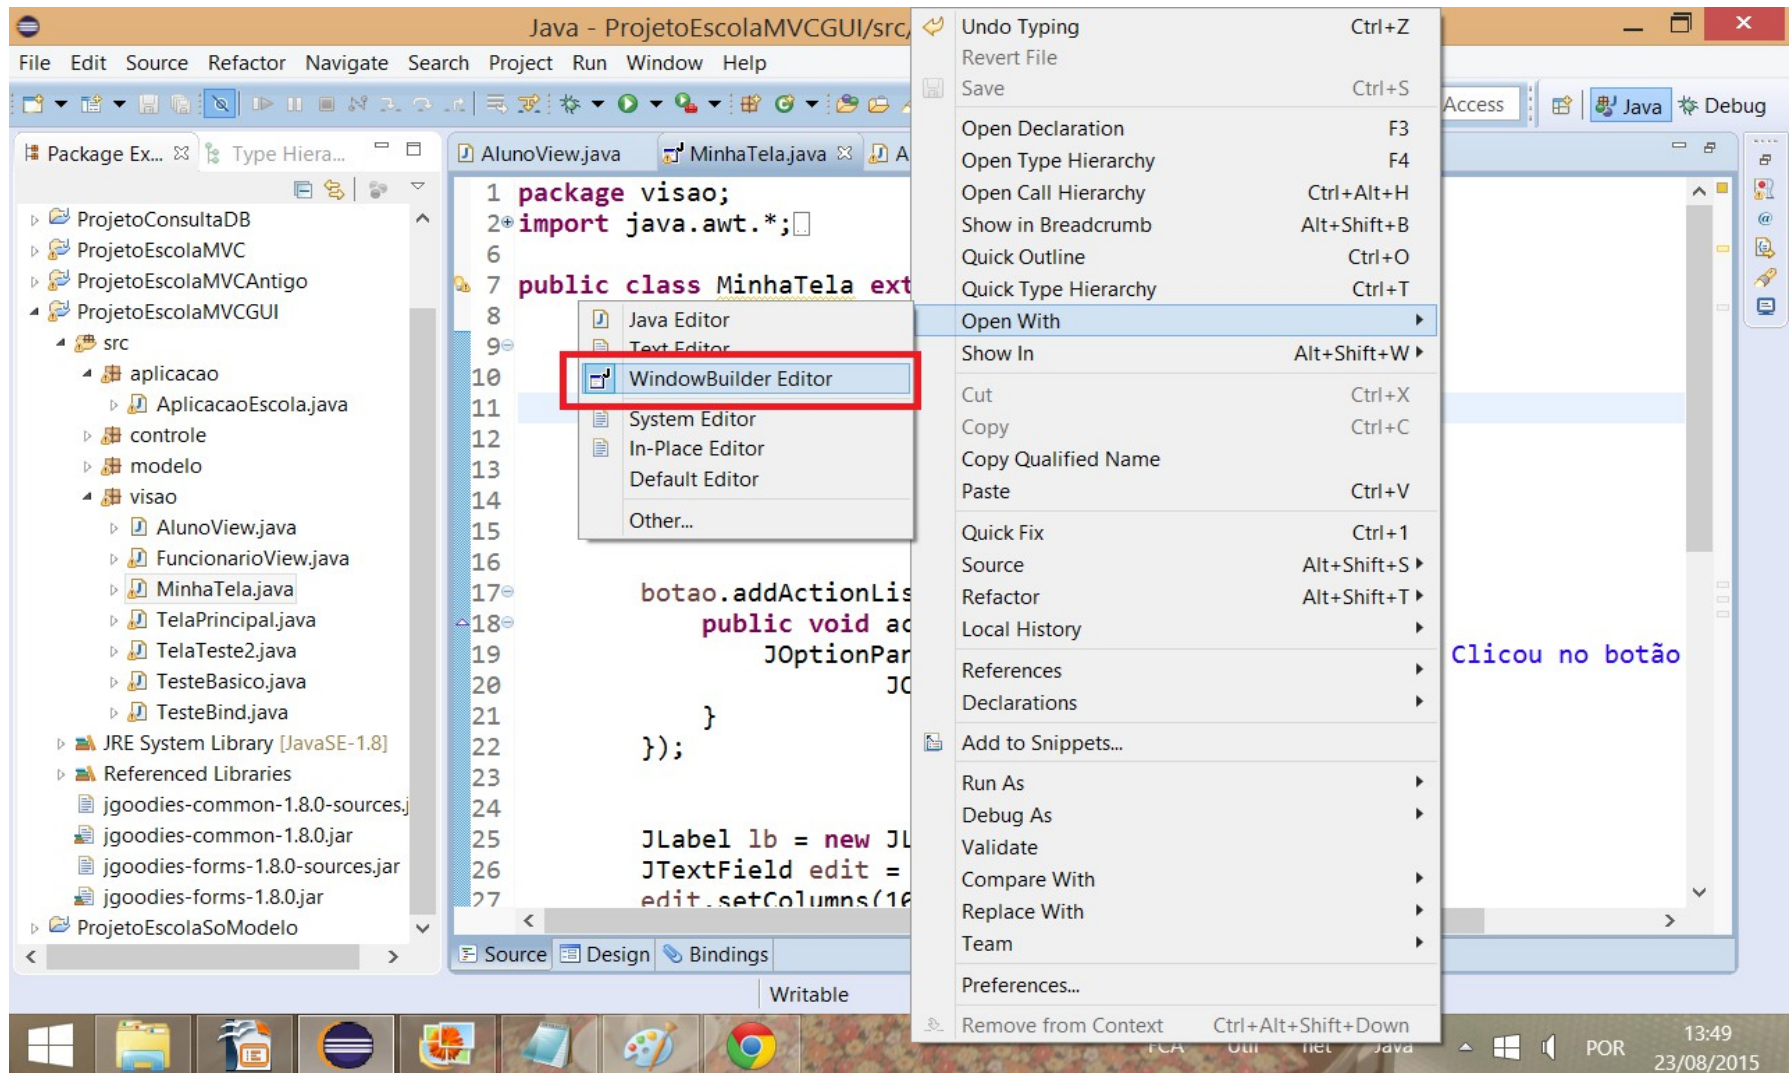 Java - ProjetoEscolaMVCGUI/src/
File Edit Source Refactor Navigate Search Project Run Window Help
Access
Java
Debug
Package Ex...
Type Hiera...
ProjetoConsultaDB
ProjetoEscolaMVC
ProjetoEscolaMVCAntigo
ProjetoEscolaMVCGUI
src
aplicacao
AplicacaoEscola.java
controle
modelo
visao
AlunoView.java
FuncionarioView.java
MinhaTela.java
TelaPrincipal.java
TelaTeste2.java
TesteBasico.java
TesteBind.java
JRE System Library [JavaSE-1.8]
Referenced Libraries
jgoodies-common-1.8.0-sources.j
jgoodies-common-1.8.0.jar
jgoodies-forms-1.8.0-sources.jar
jgoodies-forms-1.8.0.jar
ProjetoEscolaSoModelo
AlunoView.java
MinhaTela.java
A
1 package visao;
2 import java.awt.*;
6
7 public class MinhaTela ext
8
9
10
11
12
13
14
15
16
17 botao.addActionLis
18 public void ac
19 JOptionPan Clicou no botão
20 JO
21 }
22 });
23
24
25 JLabel lb = new JL
26 JTextField edit =
27 edit.setColumns(10
Source Design Bindings
Writable
Java Editor
Text Editor
WindowBuilder Editor
System Editor
In-Place Editor
Default Editor
Other...
Undo Typing Ctrl+Z
Revert File
Save Ctrl+S
Open Declaration F3
Open Type Hierarchy F4
Open Call Hierarchy Ctrl+Alt+H
Show in Breadcrumb Alt+Shift+B
Quick Outline Ctrl+O
Quick Type Hierarchy Ctrl+T
Open With
Show In Alt+Shift+W
Cut Ctrl+X
Copy Ctrl+C
Copy Qualified Name
Paste Ctrl+V
Quick Fix Ctrl+1
Source Alt+Shift+S
Refactor Alt+Shift+T
Local History
References
Declarations
Add to Snippets...
Run As
Debug As
Validate
Compare With
Replace With
Team
Preferences...
Remove from Context Ctrl+Alt+Shift+Down
FCA Util net Java
POR
13:49
23/08/2015